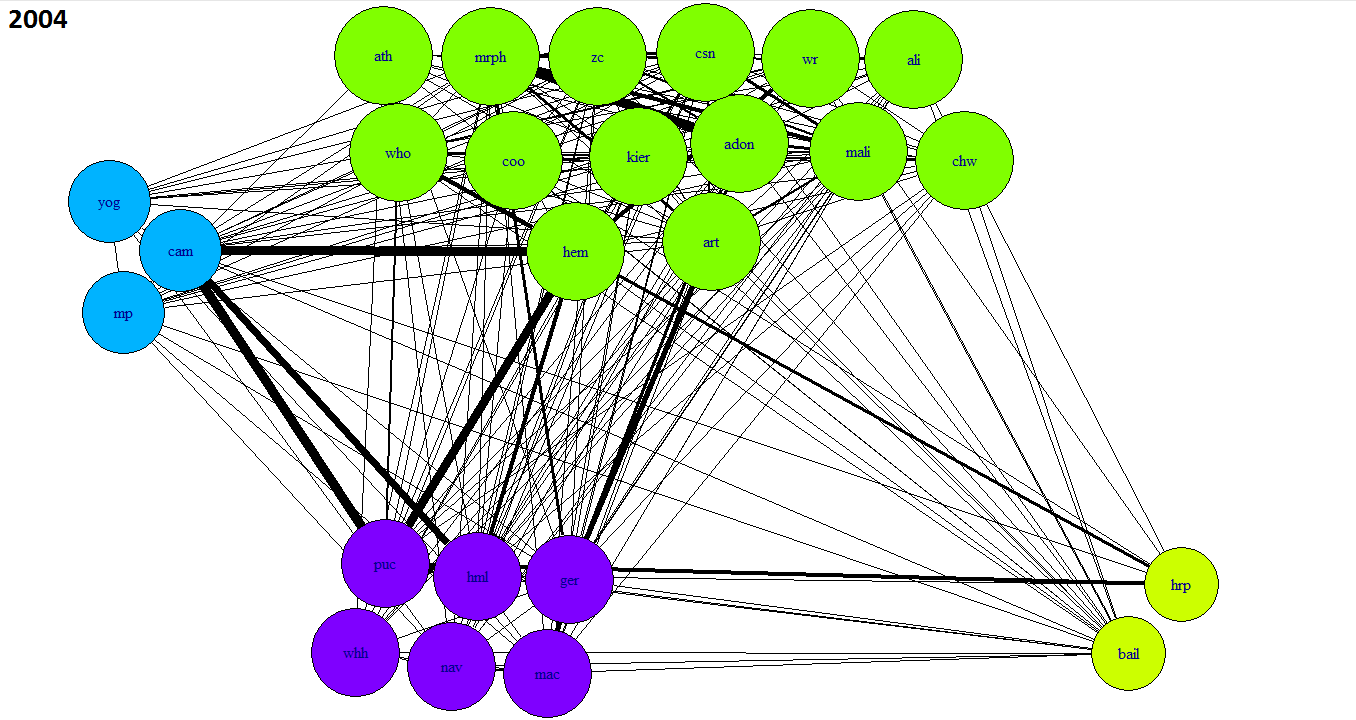 2004
ath
mrph
zc
csn
wr
ali
who
coo
kier
adon
mali
chw
yog
cam
mp
hem
art
puc
hml
ger
hrp
whh
nav
mac
bail